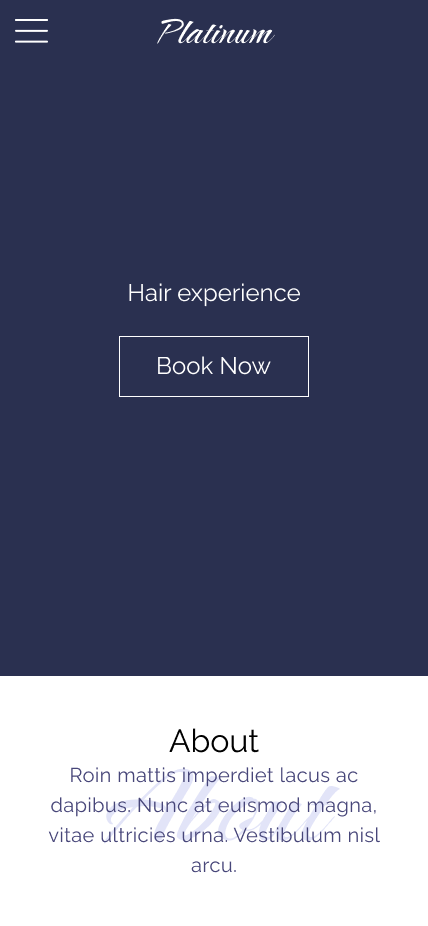 Platinum
Hair experience
Book Now
About
About
Roin mattis imperdiet lacus ac
dapibus. Nunc at euismod magna,
vitae ultricies urna. Vestibulum nisl
arcu.